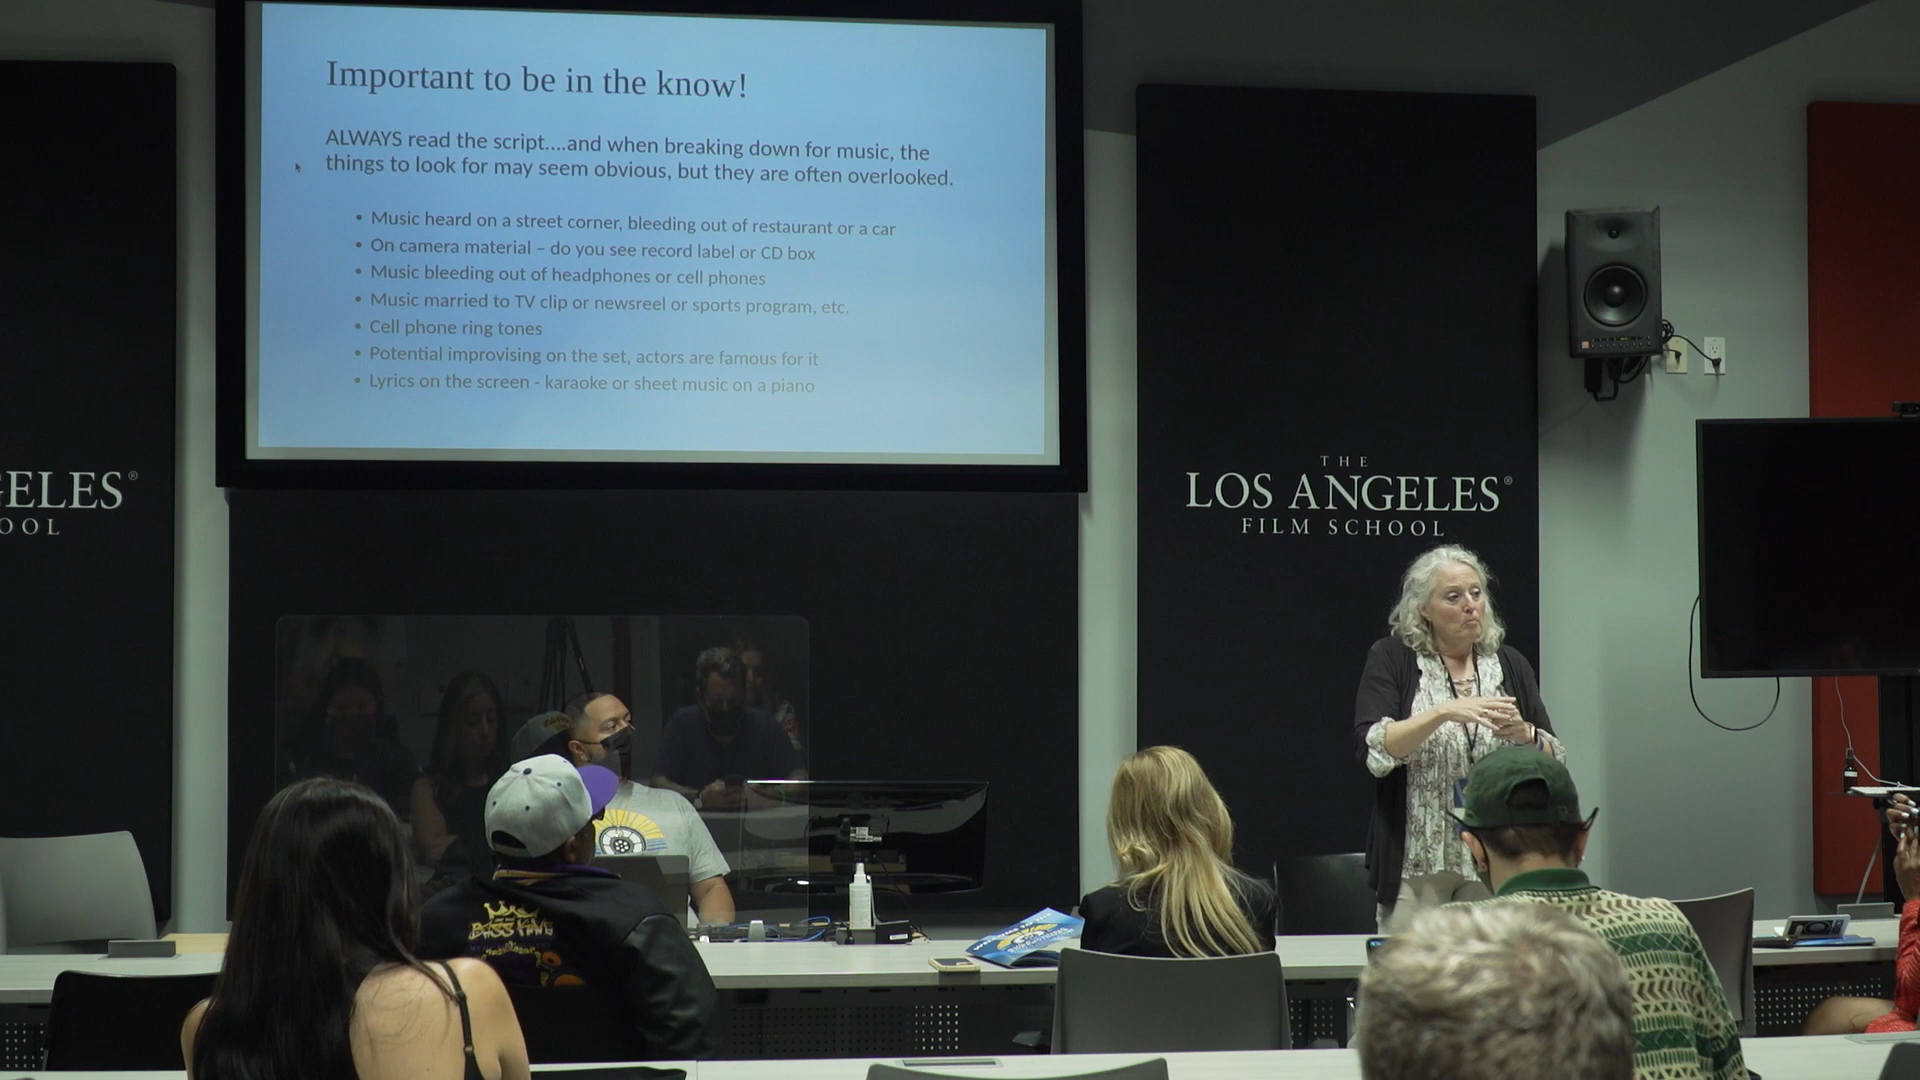 Important to be in the know!
ALWAYS read the script....and when breaking down for music, the
things to look for may seem obvious, but they are often overlooked.
• Music heard on a street corner, bleeding out of restaurant or a car
• On camera material – do you see record label or CD box
• Music bleeding out of headphones or cell phones
• Music married to TV clip or newsreel or sports program, etc.
• Cell phone ring tones
• Potential improvising on the set, actors are famous for it
• Lyrics on the screen - karaoke or sheet music on a piano
GELES®
OOL
THE
LOS ANGELES®
FILM SCHOOL